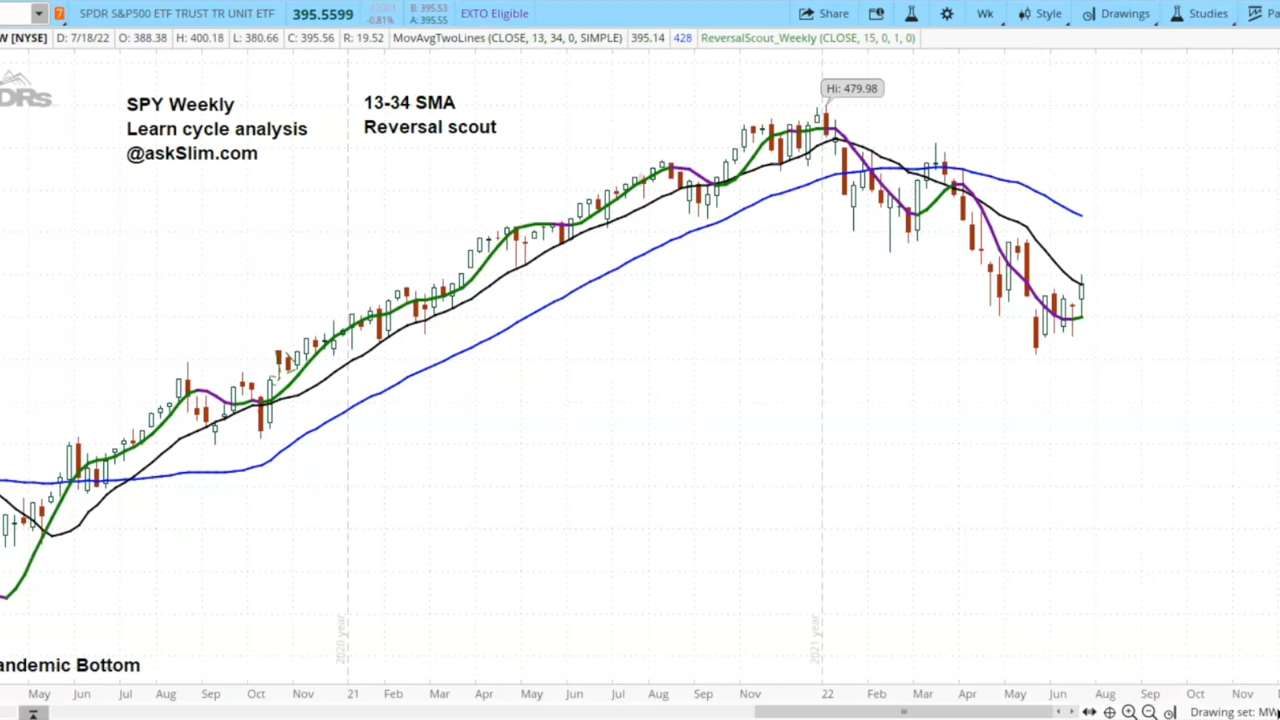 7 SPDR S&P500 ETF TRUST TR UNIT ETF 395.5599 -0.81% B: 395.53 A: 395.55 EXTO Eligible Share Wk Style Drawings Studies Pa
W [NYSE] D: 7/18/22 O: 388.38 H: 400.18 L: 380.66 C: 395.56 R: 19.52 MovAvgTwoLines (CLOSE, 13, 34, 0, SIMPLE) 395.14 428 ReversalScout_Weekly (CLOSE, 15, 0, 1, 0)
DRs
Hi: 479.98
SPY Weekly
Learn cycle analysis
@askSlim.com
13-34 SMA
Reversal scout
2020 year
2021 year
andemic Bottom
May Jun Jul Aug Sep Oct Nov 21 Feb Mar Apr May Jun Jul Aug Sep Nov 22 Feb Mar Apr May Jun Aug Sep Oct Nov
Drawing set: MW